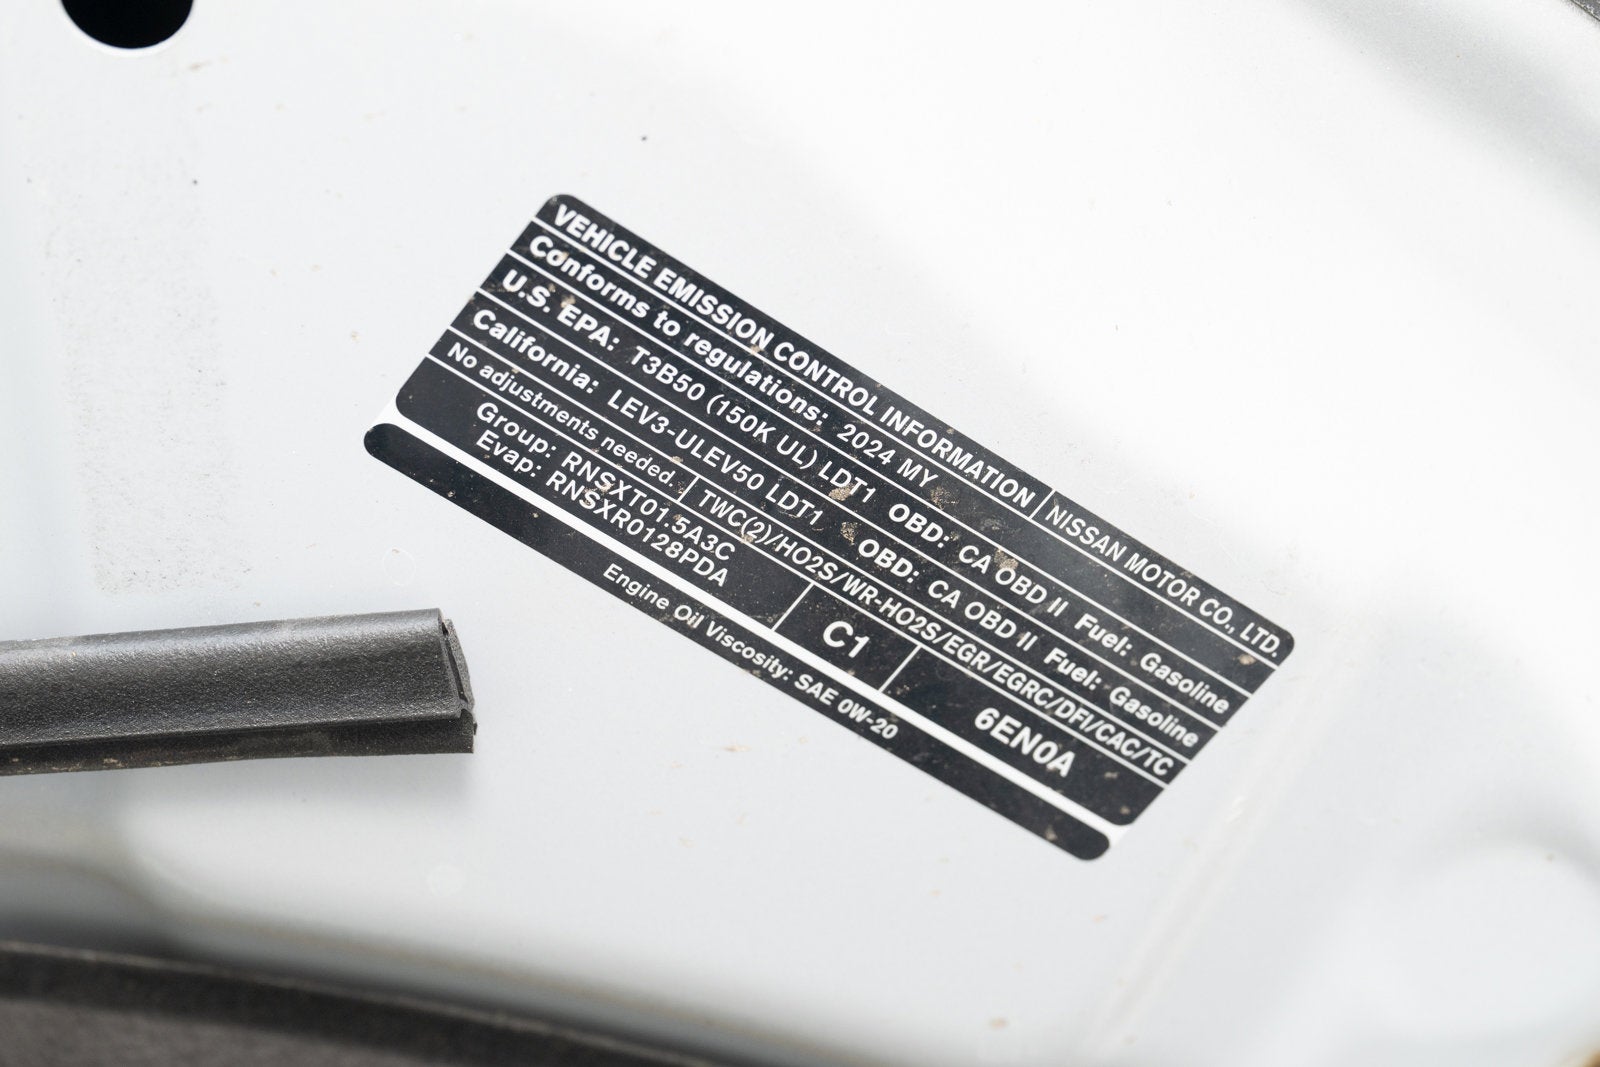 VEHICLE EMISSION CONTROL INFORMATION NISSAN MOTOR CO., LTD.
Conforms to regulations: 2024 MY
U.S. EPA: T3B50 (150K UL) LDT1 OBD: CA OBD II Fuel: Gasoline
California: LEV3-ULEV50 LDT1 OBD: CA OBD II Fuel: Gasoline
No adjustments needed. TWC(2)/HO2S/WR-HO2S/EGR/EGRC/DFI/CAC/TC
Group: RNSXT01.5A3C
Evap: RNSXR0128PDA
C1
6EN0A
Engine Oil Viscosity: SAE 0W-20